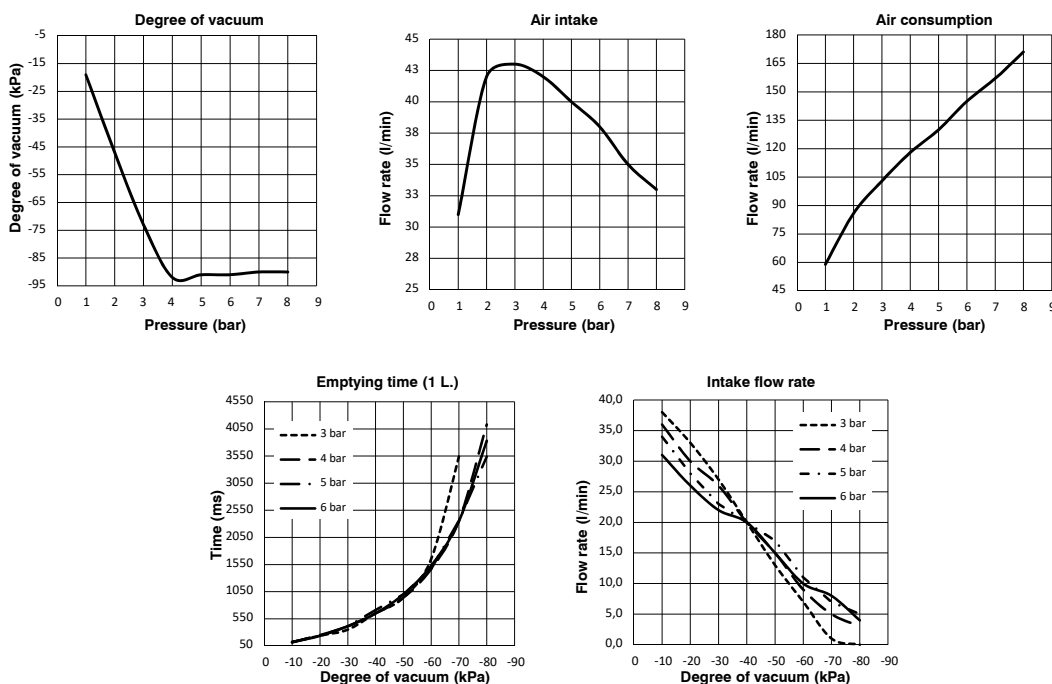 Degree of vacuum
Degree of vacuum (kPa)
-5
-15
-25
-35
-45
-55
-65
-75
-85
-95
0 1 2 3 4 5 6 7 8 9
Pressure (bar)
Air intake
Flow rate (l/min)
45
43
40
38
35
33
30
28
25
0 1 2 3 4 5 6 7 8 9
Pressure (bar)
Air consumption
Flow rate (l/min)
180
165
150
135
120
105
90
75
60
45
0 1 2 3 4 5 6 7 8 9
Pressure (bar)
Emptying time (1 L.)
Time (ms)
4550
4050
3550
3050
2550
2050
1550
1050
550
50
3 bar
4 bar
5 bar
6 bar
0 -10 -20 -30 -40 -50 -60 -70 -80 -90
Degree of vacuum (kPa)
Intake flow rate
Flow rate (l/min)
40,0
35,0
30,0
25,0
20,0
15,0
10,0
5,0
0,0
3 bar
4 bar
5 bar
6 bar
0 -10 -20 -30 -40 -50 -60 -70 -80 -90
Degree of vacuum (kPa)